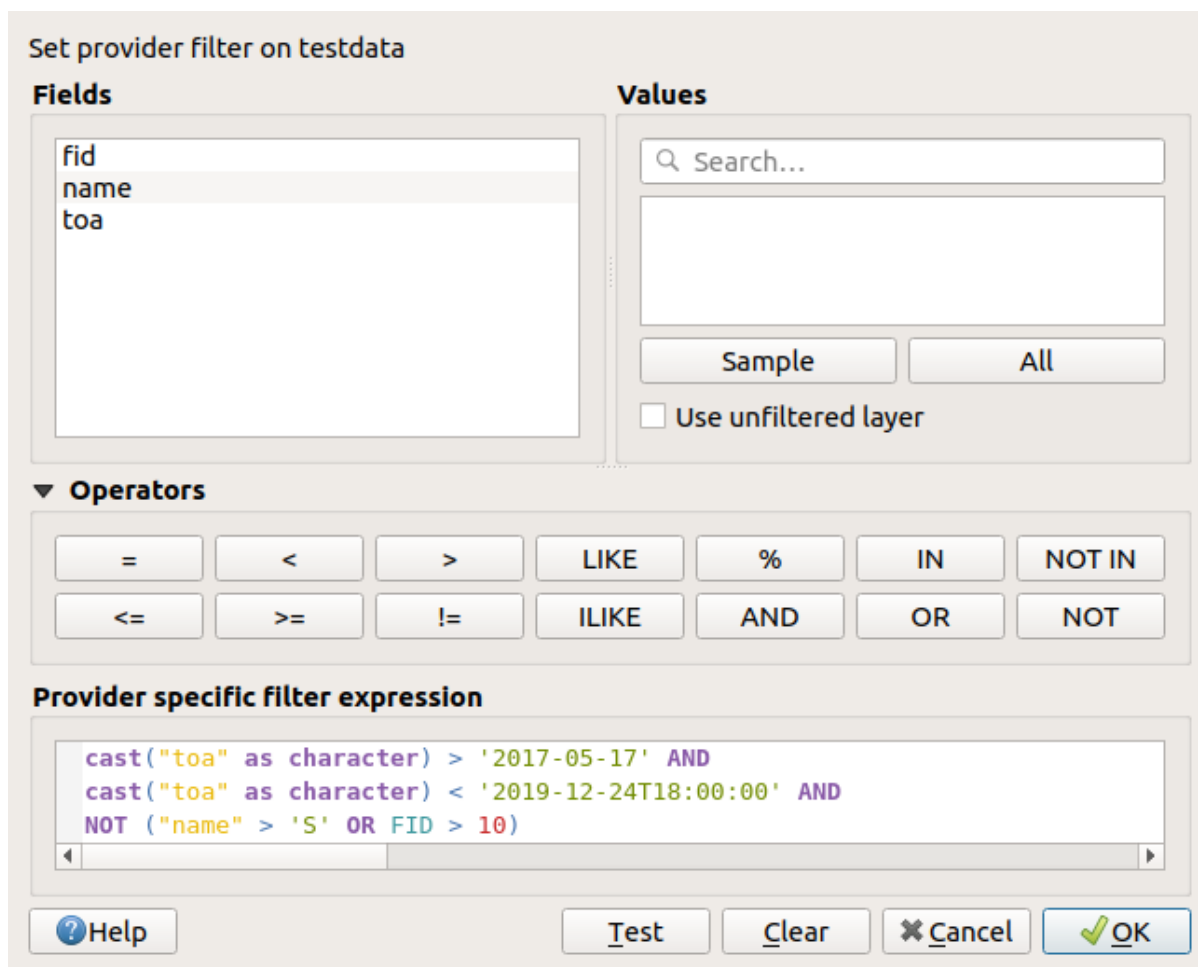 Set provider filter on testdata
Fields
Values
fid
name
toa
Search...
Sample
All
Use unfiltered layer
Operators
= < > LIKE % IN NOT IN
<= >= != ILIKE AND OR NOT
Provider specific filter expression
cast("toa" as character) > '2017-05-17' AND
cast("toa" as character) < '2019-12-24T18:00:00' AND
NOT ("name" > 'S' OR FID > 10)
Help Test Clear Cancel OK